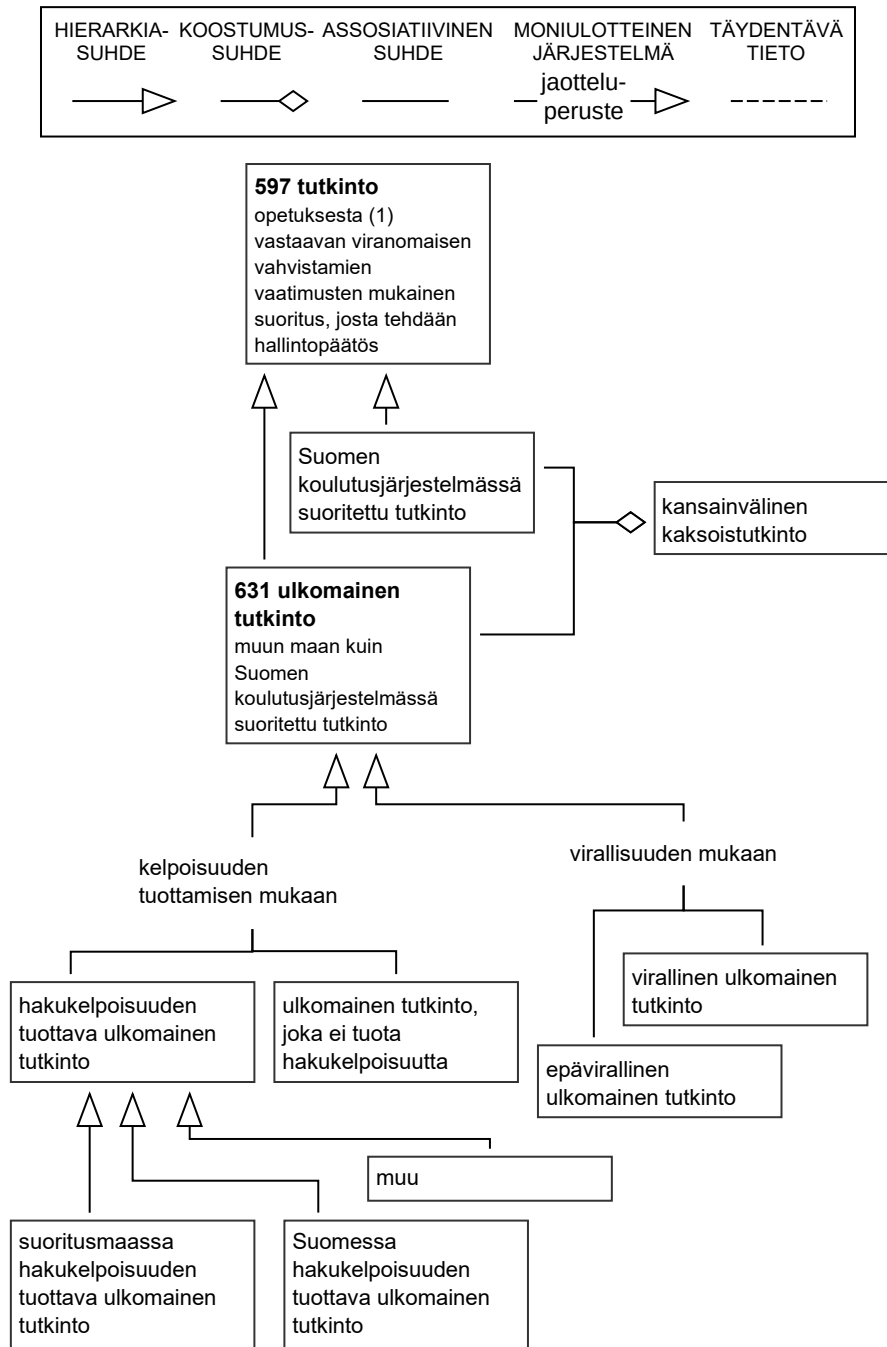 HIERARKIA-
SUHDE
KOOSTUMUS-
SUHDE
ASSOSIATIIVINEN
SUHDE
MONIULOTTEINEN
JÄRJESTELMÄ
jaottelu-
peruste
TÄYDENTÄVÄ
TIETO
597 tutkinto
opetuksesta (1)
vastaavan viranomaisen
vahvistamien
vaatimusten mukainen
suoritus, josta tehdään
hallintopäätös
Suomen
koulutusjärjestelmässä
suoritettu tutkinto
kansainvälinen
kaksoistutkinto
631 ulkomainen
tutkinto
muun maan kuin
Suomen
koulutusjärjestelmässä
suoritettu tutkinto
kelpoisuuden
tuottamisen mukaan
virallisuuden mukaan
hakukelpoisuuden
tuottava ulkomainen
tutkinto
ulkomainen tutkinto,
joka ei tuota
hakukelpoisuutta
virallinen ulkomainen
tutkinto
epävirallinen
ulkomainen tutkinto
muu
suoritusmaassa
hakukelpoisuuden
tuottava ulkomainen
tutkinto
Suomessa
hakukelpoisuuden
tuottava ulkomainen
tutkinto